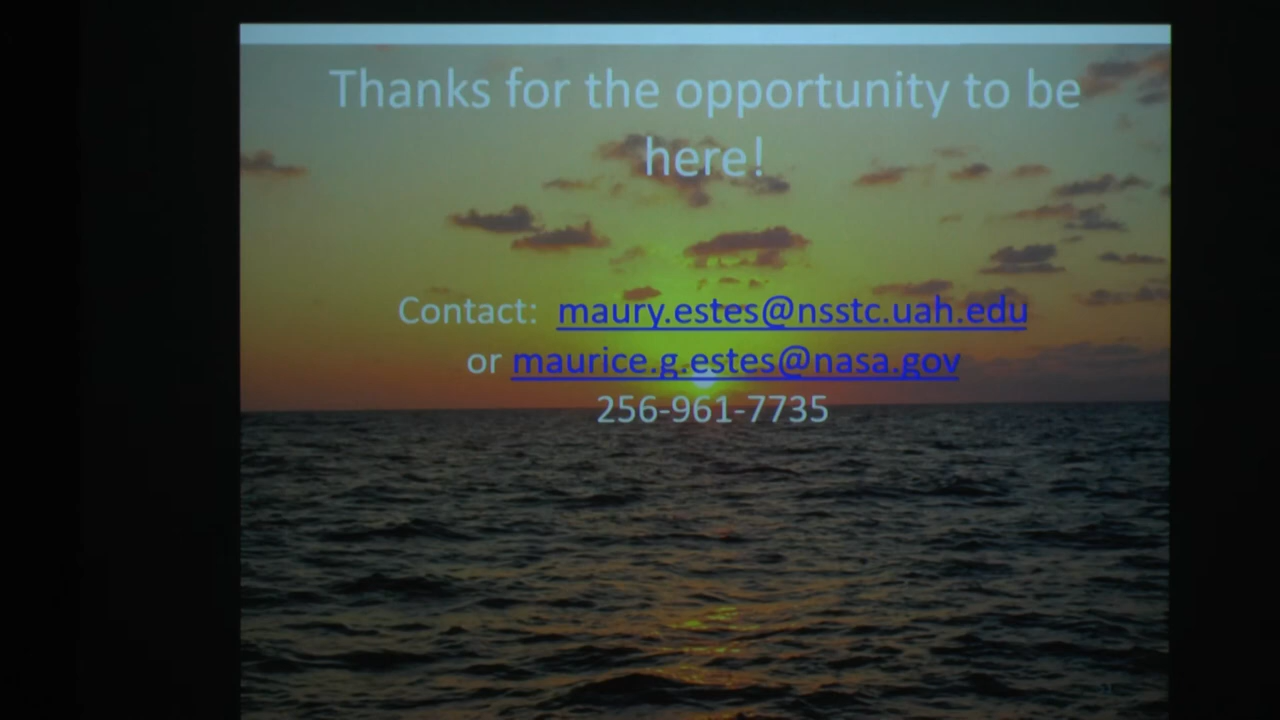 Thanks for the opportunity to be
here!
Contact: maury.estes@nsstc.uah.edu
or maurice.g.estes@nasa.gov
256-961-7735